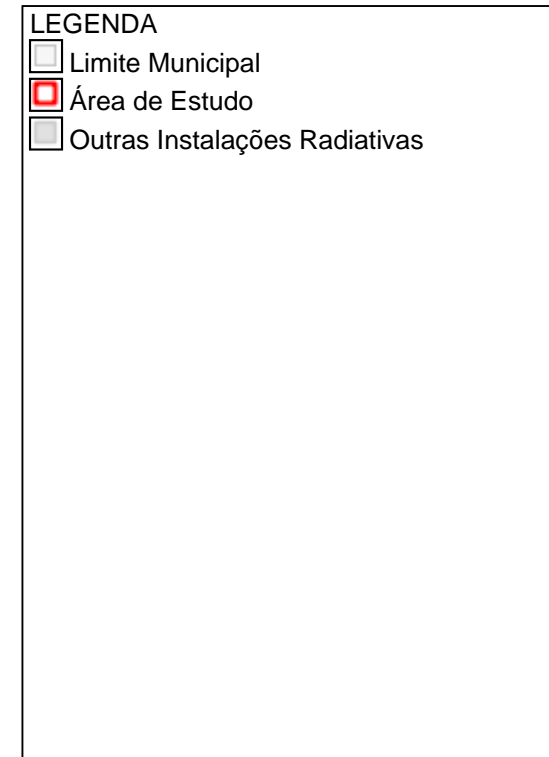 LEGENDA
Limite Municipal
Área de Estudo
Outras Instalações Radiativas